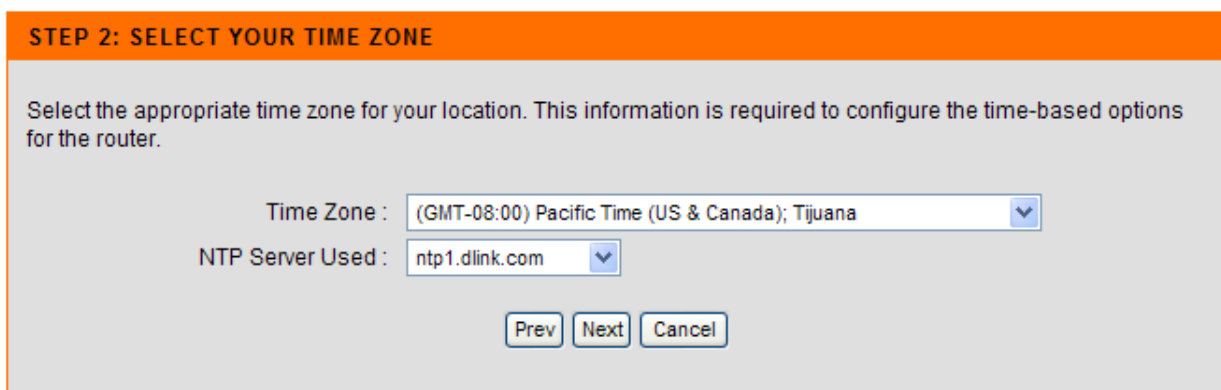 STEP 2: SELECT YOUR TIME ZONE
Select the appropriate time zone for your location. This information is required to configure the time-based options
for the router.
Time Zone : (GMT-08:00) Pacific Time (US & Canada); Tijuana
NTP Server Used : ntp1.dlink.com
Prev Next Cancel